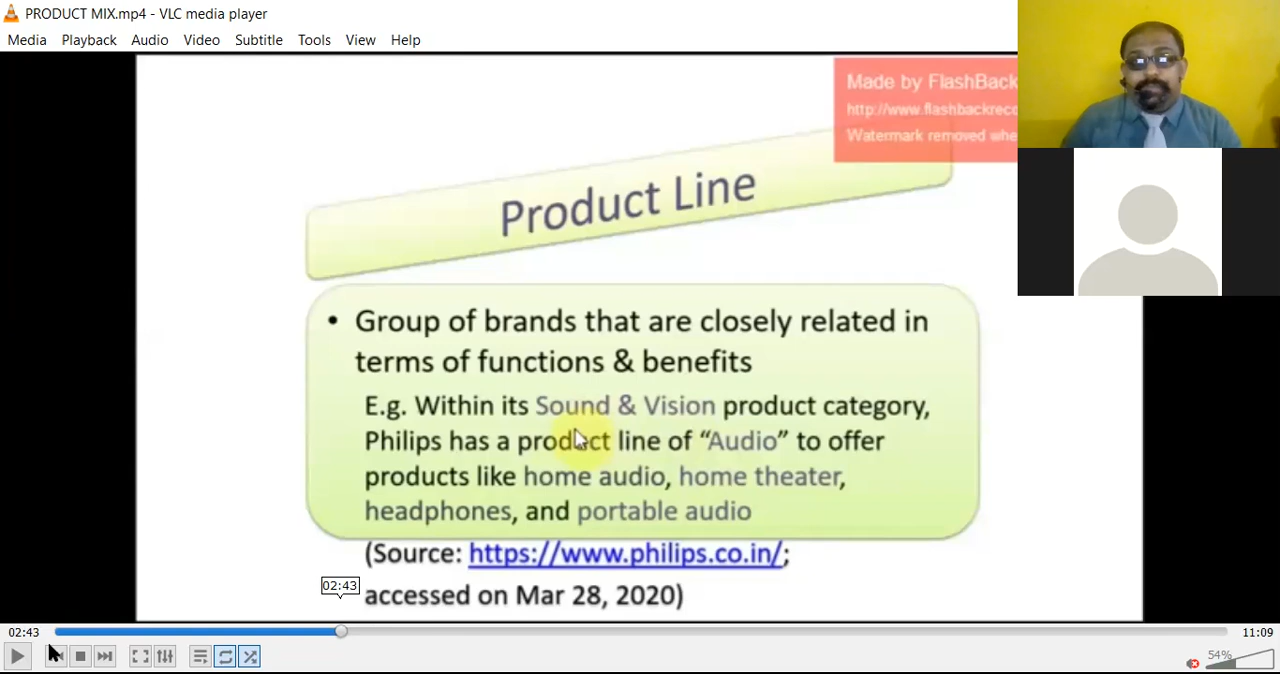 PRODUCT MIX.mp4 - VLC media player
Media Playback Audio Video Subtitle Tools View Help
Made by FlashBack
http://www.flashbackreco
Watermark removed whe
Product Line
• Group of brands that are closely related in
terms of functions & benefits
E.g. Within its Sound & Vision product category,
Philips has a product line of “Audio” to offer
products like home audio, home theater,
headphones, and portable audio
(Source: https://www.philips.co.in/;
accessed on Mar 28, 2020)
02:43
02:43 11:09
54%